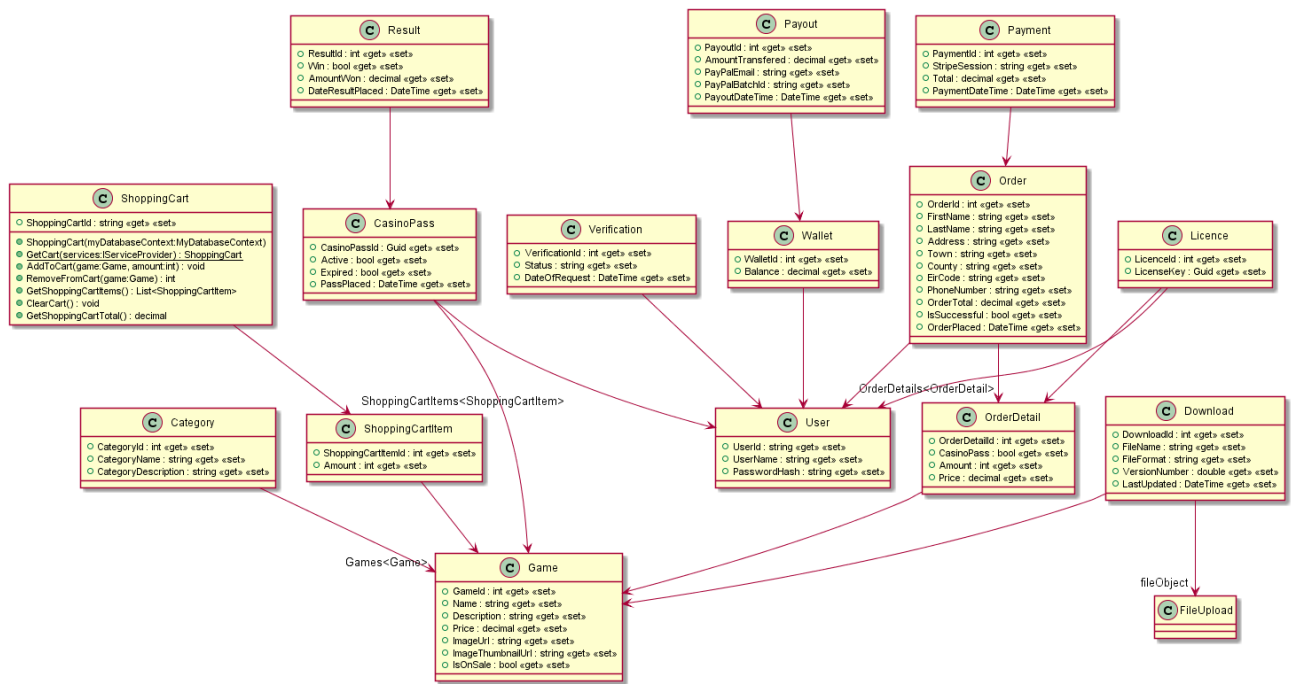 C Result
ResultId : int «get» «set»
Win : bool «get» «set»
AmountWon : decimal «get» «set»
DateResultPlaced : DateTime «get» «set»
C Payout
PayoutId : int «get» «set»
AmountTransfered : decimal «get» «set»
PayPalEmail : string «get» «set»
PayPalBatchId : string «get» «set»
PayoutDateTime : DateTime «get» «set»
C Payment
PaymentId : int «get» «set»
StripeSession : string «get» «set»
Total : decimal «get» «set»
PaymentDateTime : DateTime «get» «set»
C ShoppingCart
ShoppingCartId : string «get» «set»
ShoppingCart(myDatabaseContext:MyDatabaseContext)
GetCart(services:IServiceProvider) : ShoppingCart
AddToCart(game:Game, amount:int) : void
RemoveFromCart(game:Game) : int
GetShoppingCartItems() : List<ShoppingCartItem>
ClearCart() : void
GetShoppingCartTotal() : decimal
C CasinoPass
CasinoPassId : Guid «get» «set»
Active : bool «get» «set»
Expired : bool «get» «set»
PassPlaced : DateTime «get» «set»
C Verification
VerificationId : int «get» «set»
Status : string «get» «set»
DateOfRequest : DateTime «get» «set»
C Wallet
WalletId : int «get» «set»
Balance : decimal «get» «set»
C Order
OrderId : int «get» «set»
FirstName : string «get» «set»
LastName : string «get» «set»
Address : string «get» «set»
Town : string «get» «set»
County : string «get» «set»
EirCode : string «get» «set»
PhoneNumber : string «get» «set»
OrderTotal : decimal «get» «set»
IsSuccessful : bool «get» «set»
OrderPlaced : DateTime «get» «set»
C Licence
LicenceId : int «get» «set»
LicenseKey : Guid «get» «set»
ShoppingCartItems<ShoppingCartItem>
OrderDetails<OrderDetail>
C Category
CategoryId : int «get» «set»
CategoryName : string «get» «set»
CategoryDescription : string «get» «set»
C ShoppingCartItem
ShoppingCartItemId : int «get» «set»
Amount : int «get» «set»
C User
UserId : string «get» «set»
UserName : string «get» «set»
PasswordHash : string «get» «set»
C OrderDetail
OrderDetailId : int «get» «set»
CasinoPass : bool «get» «set»
Amount : int «get» «set»
Price : decimal «get» «set»
C Download
DownloadId : int «get» «set»
FileName : string «get» «set»
FileFormat : string «get» «set»
VersionNumber : double «get» «set»
LastUpdated : DateTime «get» «set»
Games<Game>
C Game
GameId : int «get» «set»
Name : string «get» «set»
Description : string «get» «set»
Price : decimal «get» «set»
ImageUrl : string «get» «set»
ImageThumbnailUrl : string «get» «set»
IsOnSale : bool «get» «set»
fileObject
C FileUpload